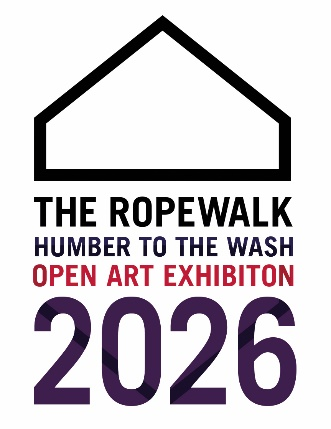 THE ROPEWALK
HUMBER TO THE WASH
OPEN ART EXHIBITON
2026